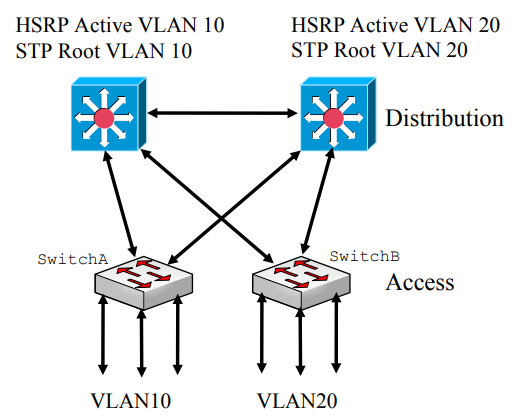 HSRP Active VLAN 10
STP Root VLAN 10
HSRP Active VLAN 20
STP Root VLAN 20
Distribution
SwitchA
SwitchB
Access
VLAN10
VLAN20